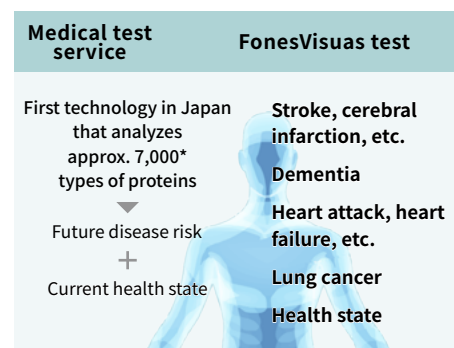 Medical test
service
FonesVisuas test
First technology in Japan
that analyzes
approx. 7,000*
types of proteins
Future disease risk
+
Current health state
Stroke, cerebral
infarction, etc.
Dementia
Heart attack, heart
failure, etc.
Lung cancer
Health state